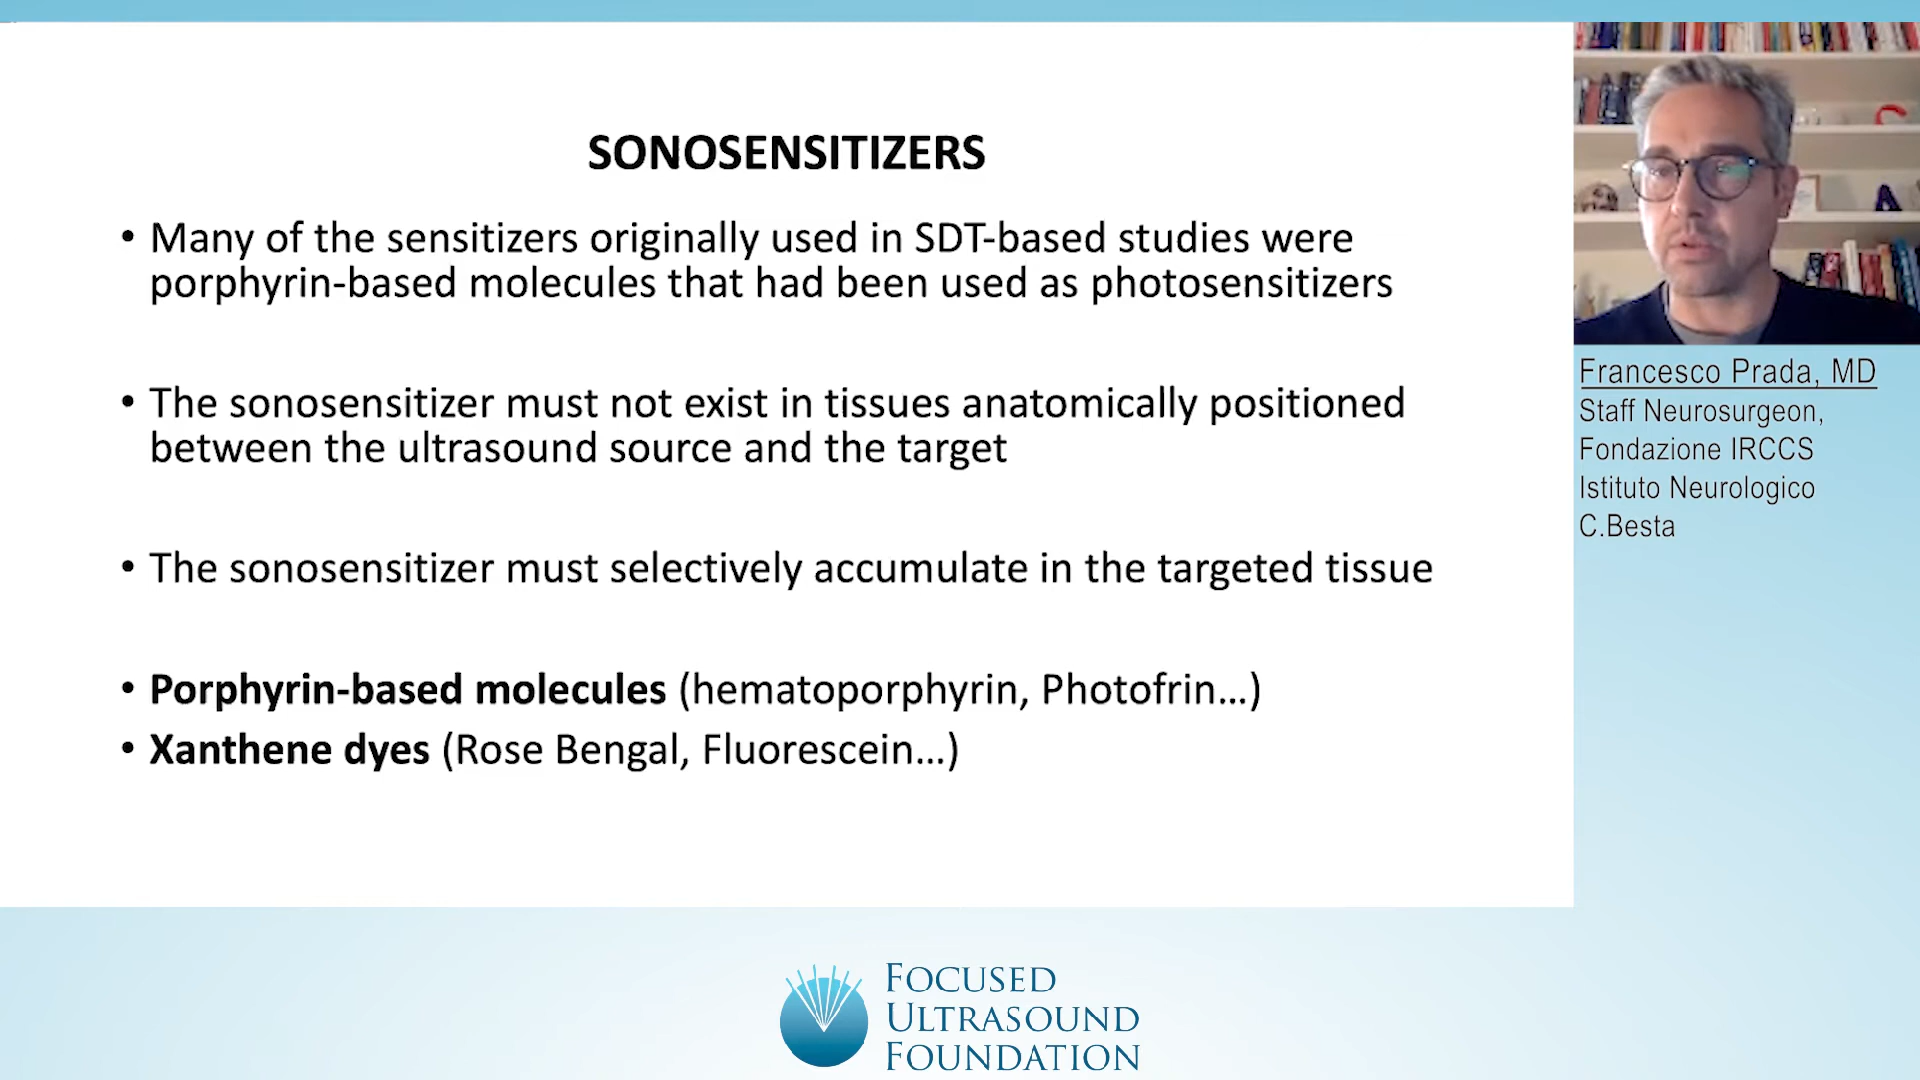 SONOSENSITIZERS
• Many of the sensitizers originally used in SDT-based studies were
porphyrin-based molecules that had been used as photosensitizers
• The sonosensitizer must not exist in tissues anatomically positioned
between the ultrasound source and the target
• The sonosensitizer must selectively accumulate in the targeted tissue
• Porphyrin-based molecules (hematoporphyrin, Photofrin…)
• Xanthene dyes (Rose Bengal, Fluorescein…)
Francesco Prada, MD
Staff Neurosurgeon,
Fondazione IRCCS
Istituto Neurologico
C.Besta
FOCUSED
ULTRASOUND
FOUNDATION